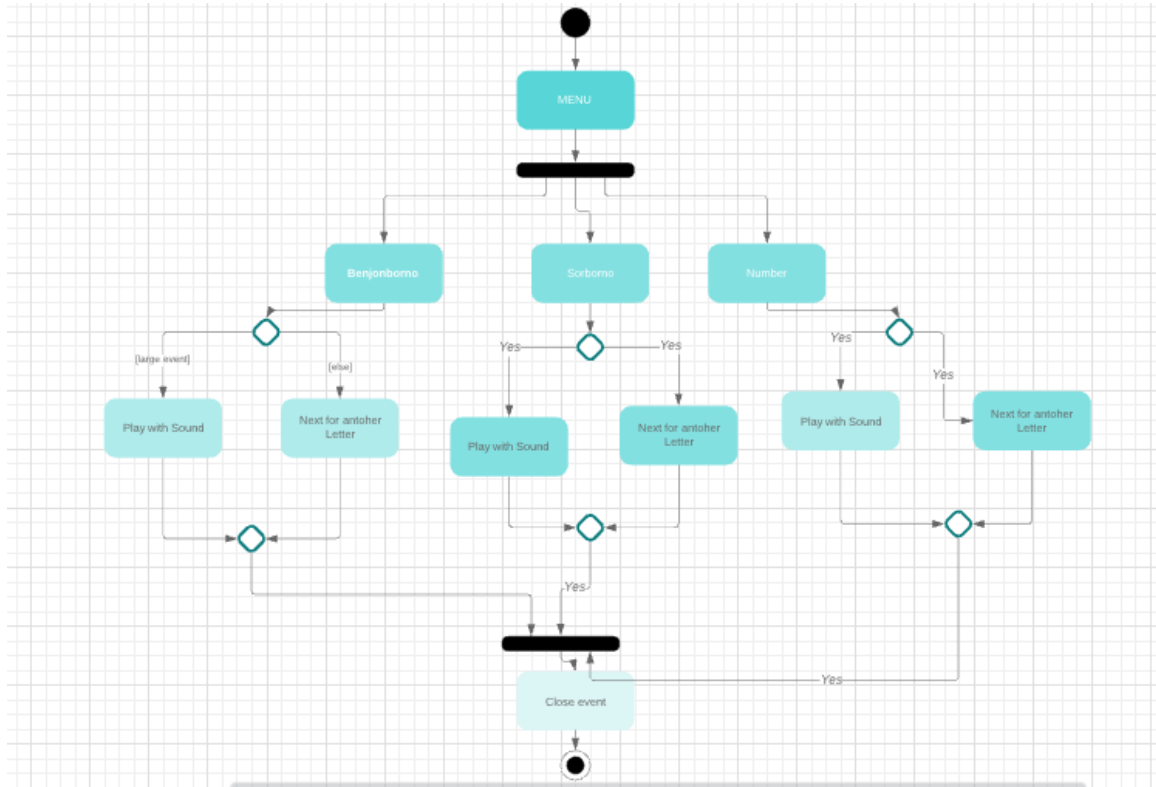 MENU
Benjonborno
Sorborno
Number
Yes
Yes
Yes
Yes
[large event]
[else]
Play with Sound
Next for antoher
Letter
Play with Sound
Next for antoher
Letter
Play with Sound
Next for antoher
Letter
Yes
Yes
Close event